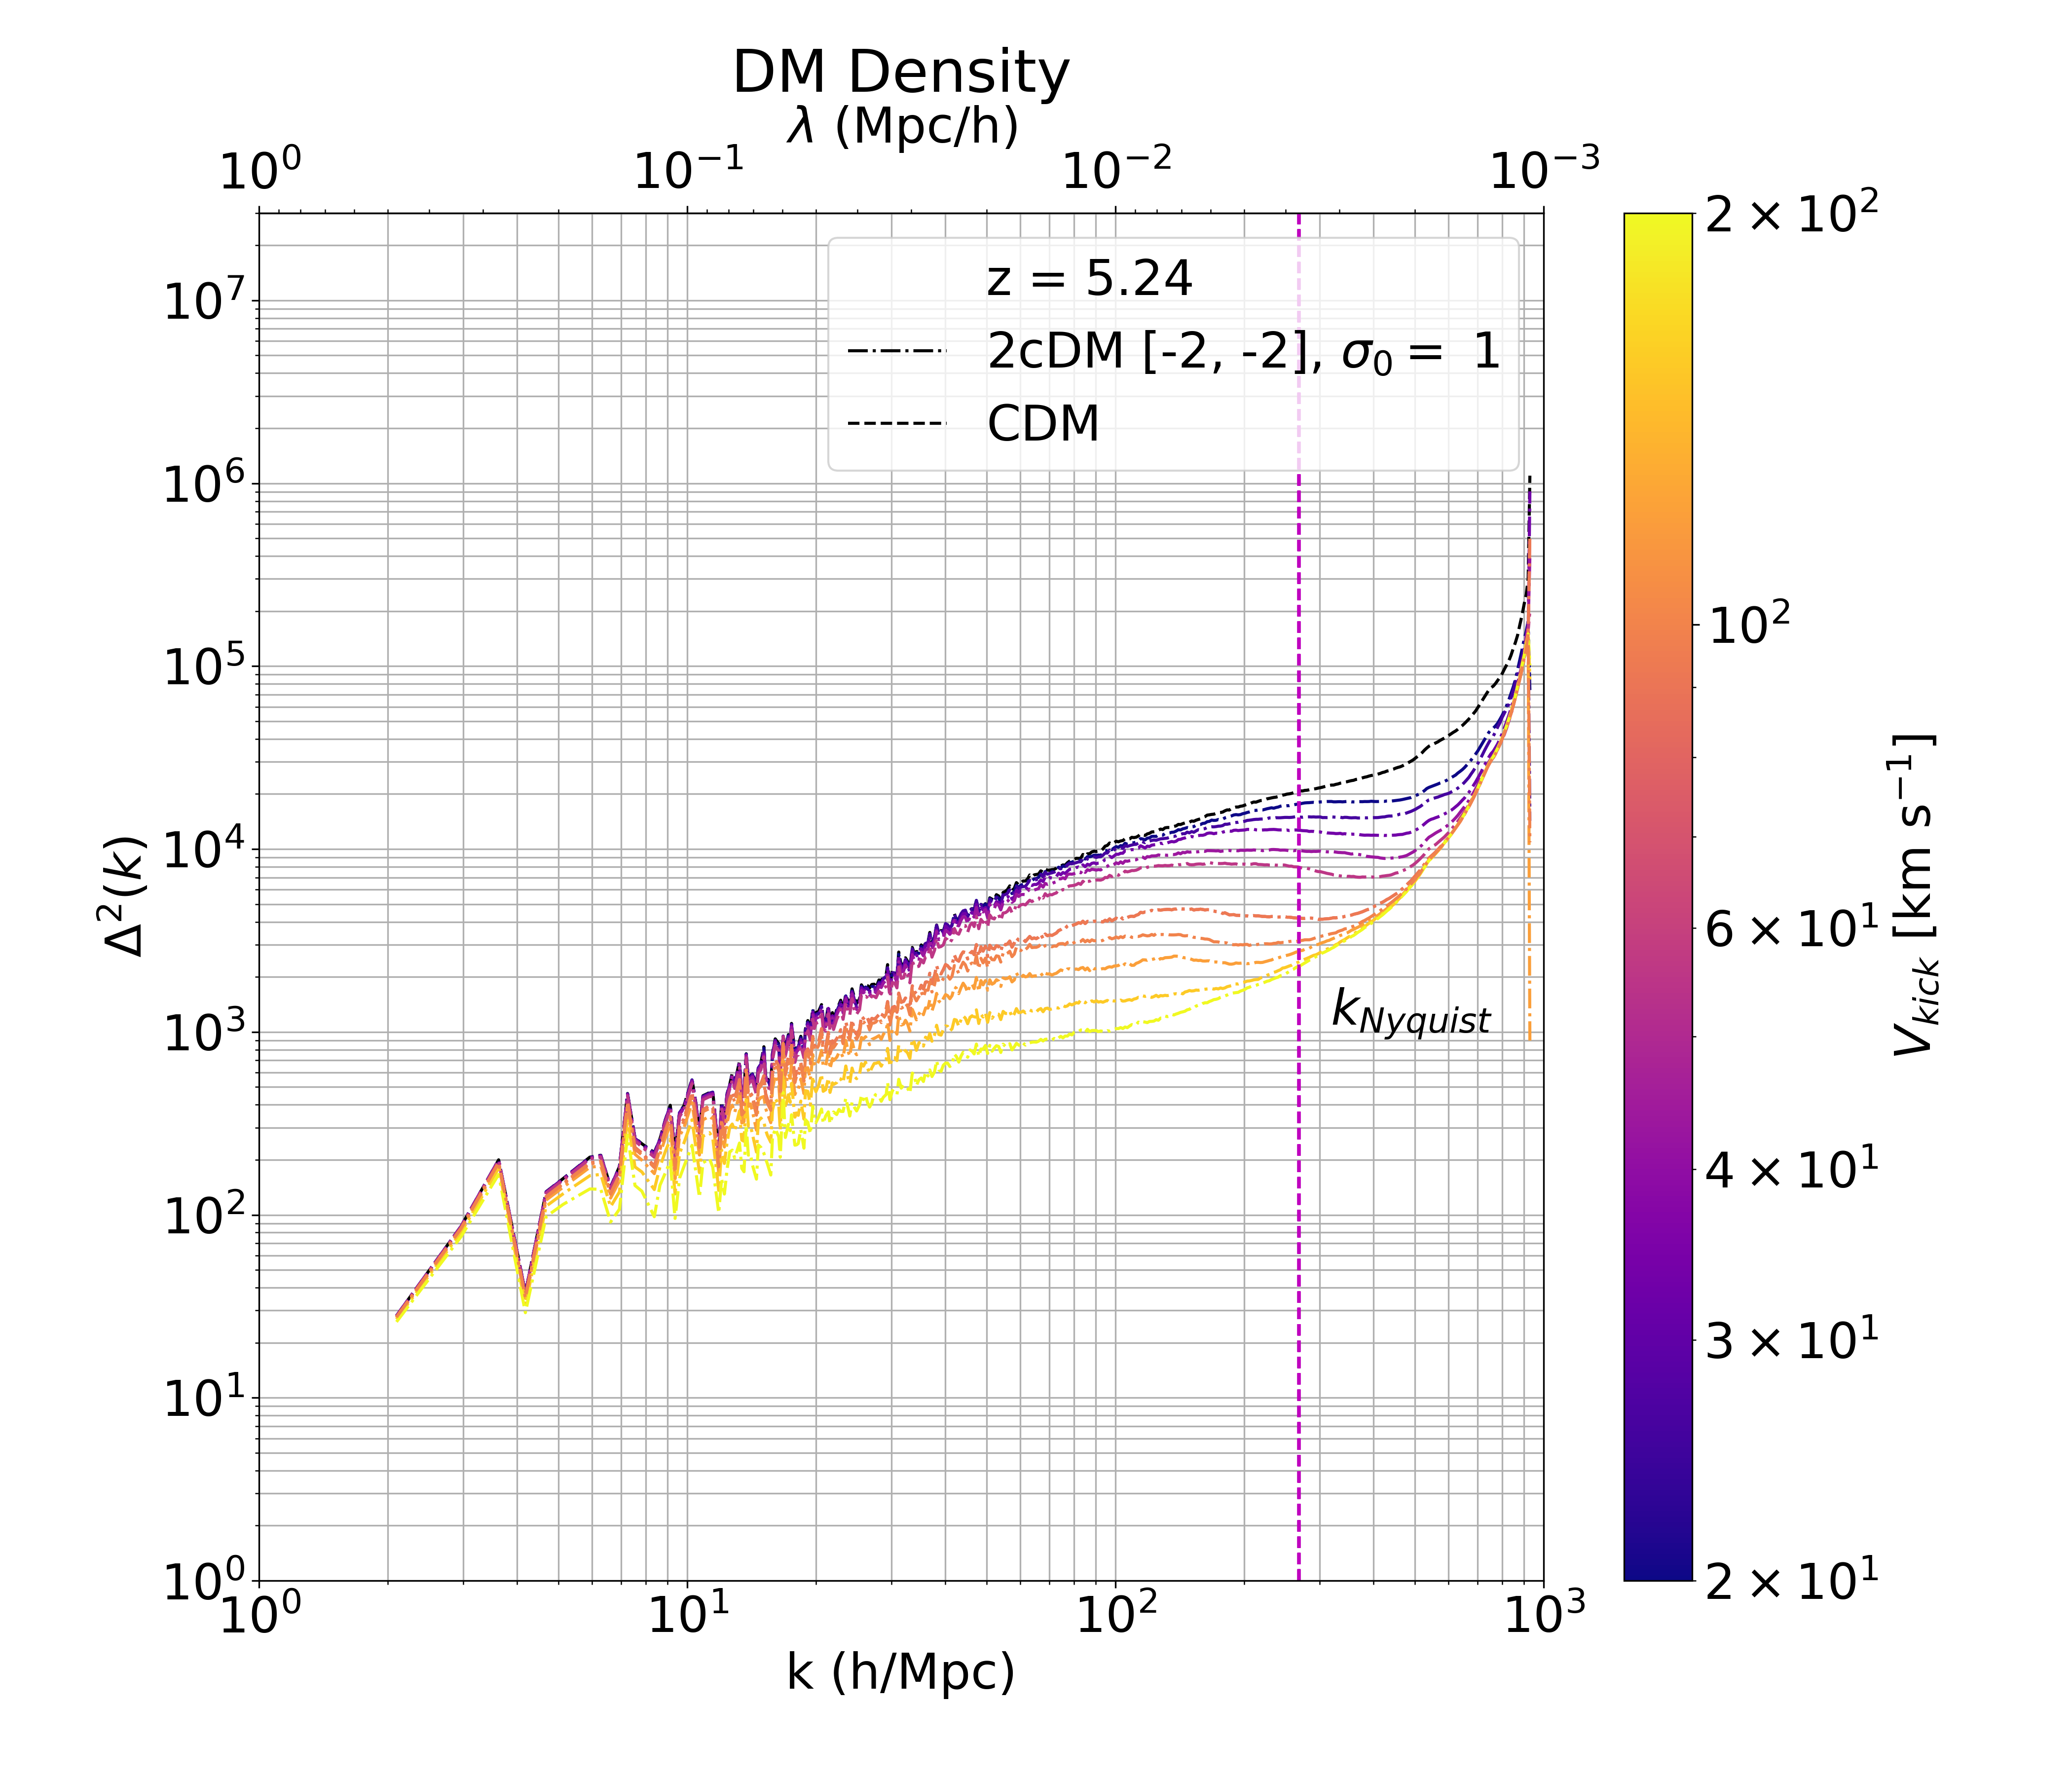 DM Density
λ (Mpc/h)
10⁰ 10⁻¹ 10⁻² 10⁻³
z = 5.24
2cDM [-2, -2], σ₀ = 1
CDM
Δ²(k)
10⁷
10⁶
10⁵
10⁴
10³
10²
10¹
10⁰
k_Nyquist
10⁰ 10¹ 10² 10³
k (h/Mpc)
2 × 10²
10²
6 × 10¹
4 × 10¹
3 × 10¹
2 × 10¹
V_kick [km s⁻¹]